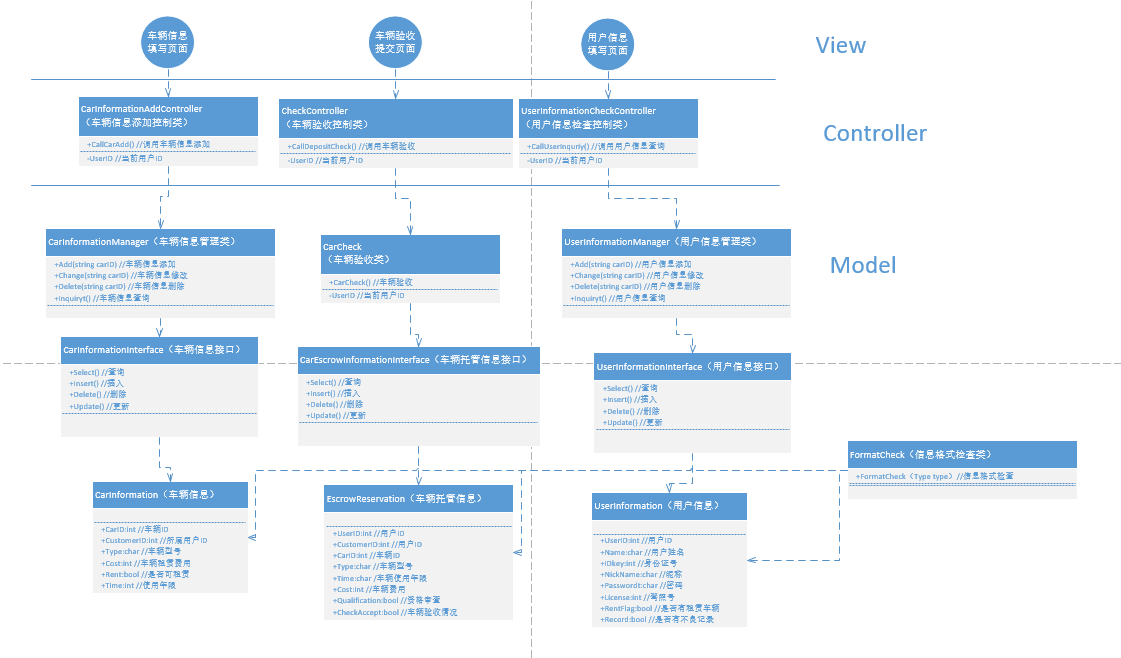 车辆信息
填写页面
车辆验收
提交页面
用户信息
填写页面
View
CarInformationAddController
（车辆信息添加控制类）
+CallCarAdd() //调用车辆信息添加
-UserID //当前用户ID
CheckController
（车辆验收控制类）
+CallDepositCheck() //调用车辆验收
-UserID //当前用户ID
UserInformationCheckController
（用户信息检查控制类）
+CallUserInquriy() //调用用户信息查询
-UserID //当前用户ID
Controller
CarInformationManager（车辆信息管理类）
+Add(string carID) //车辆信息添加
+Change(string carID) //车辆信息修改
+Delete(string carID) //车辆信息删除
+Inquiryt() //车辆信息查询
CarCheck
（车辆验收类）
+CarCheck() //车辆验收
-UserID //当前用户ID
UserInformationManager（用户信息管理类）
+Add(string carID) //用户信息添加
+Change(string carID) //用户信息修改
+Delete(string carID) //用户信息删除
+Inquiryt() //用户信息查询
Model
CarInformationInterface（车辆信息接口）
+Select() //查询
+Insert() //插入
+Delete() //删除
+Update() //更新
CarEscrowInformationInterface（车辆托管信息接口）
+Select() //查询
+Insert() //插入
+Delete() //删除
+Update() //更新
UserInformationInterface（用户信息接口）
+Select() //查询
+Insert() //插入
+Delete() //删除
+Update() //更新
FormatCheck（信息格式检查类）
+FormatCheck（Type type）//信息格式检查
CarInformation（车辆信息）
+CarID:int //车辆ID
+CustomerID:int //所属用户ID
+Type:char //车辆型号
+Cost:int //车辆租赁费用
+Rent:bool //是否可租赁
+Time:int //使用年限
EscrowReservation（车辆托管信息）
+UserID:int //用户ID
+CustomerID:int //用户ID
+CarID:int //车辆ID
+Type:char //车辆型号
+Time:char /车辆使用年限
+Cost:int //车辆费用
+Qualification:bool //资格审查
+CheckAccept:bool //车辆验收情况
UserInformation（用户信息）
+UserID:int //用户ID
+Name:char //用户姓名
+IDkey:int //身份证号
+NickName:char //昵称
+Passwordt:char //密码
+License:int //驾照号
+RentFlag:bool //是否有租赁车辆
+Record:bool //是否有不良记录